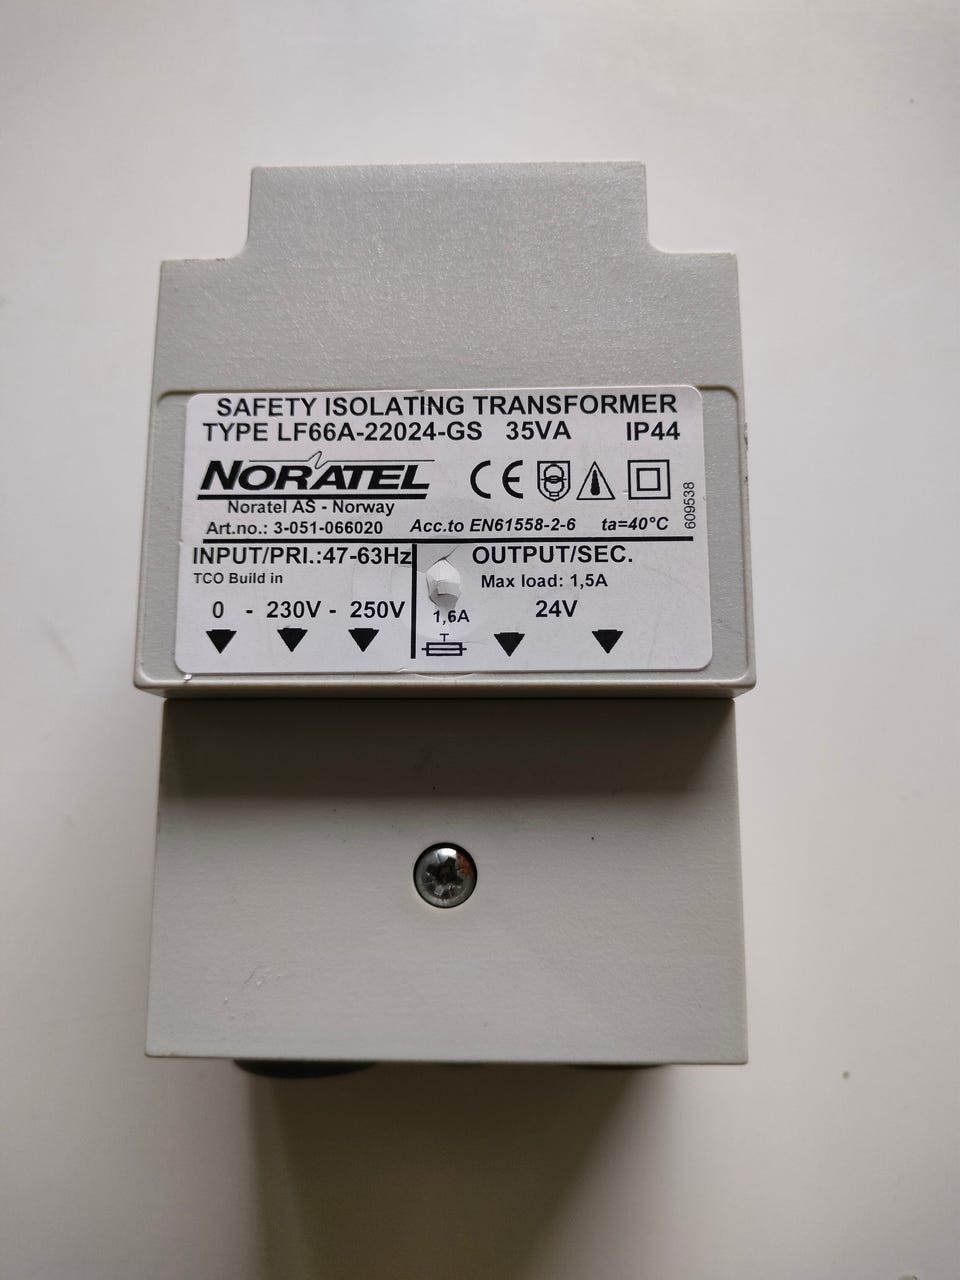 SAFETY ISOLATING TRANSFORMER
TYPE LF66A-22024-GS 35VA IP44
NORATEL
Noratel AS - Norway
Art.no.: 3-051-066020 Acc.to EN61558-2-6 ta=40°C
609538
INPUT/PRI.:47-63Hz
TCO Build in
0 - 230V - 250V
OUTPUT/SEC.
Max load: 1,5A
24V
1,6A
T